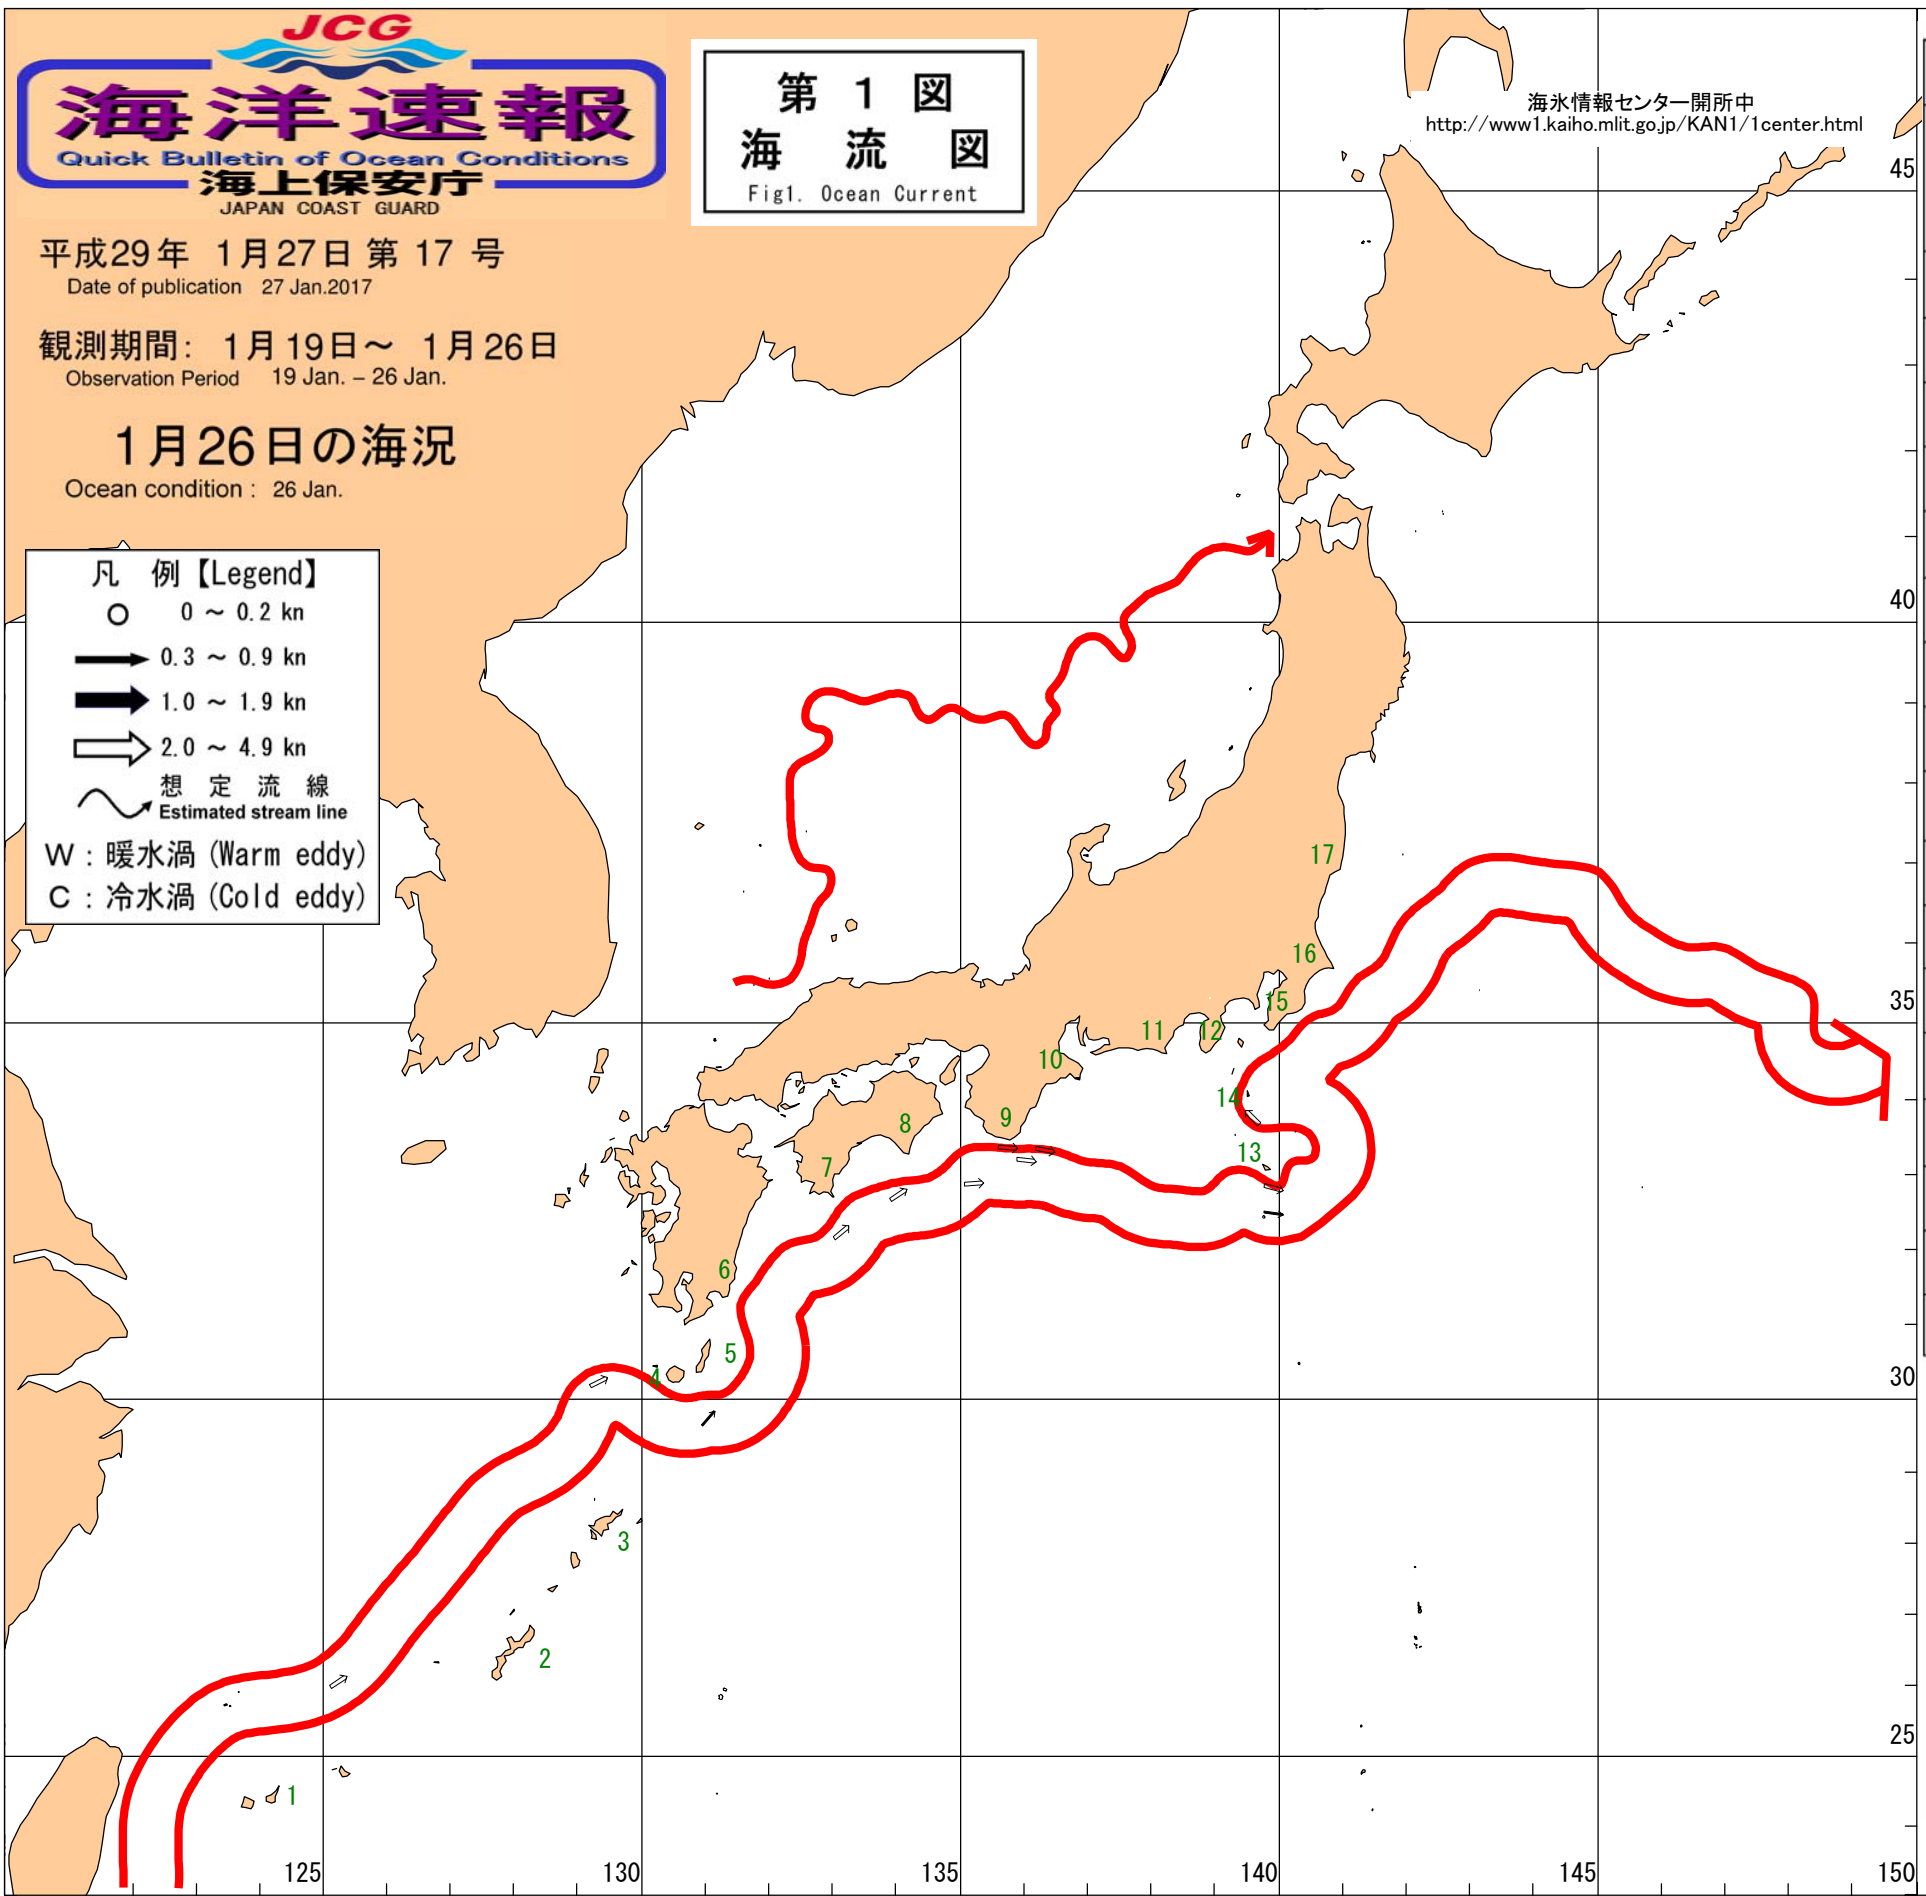 JCG
海洋速報
Quick Bulletin of Ocean Conditions
海上保安庁
JAPAN COAST GUARD
平成29年 1月27日 第 17 号
Date of publication 27 Jan.2017
観測期間: 1月19日~ 1月26日
Observation Period 19 Jan. – 26 Jan.
1月26日の海況
Ocean condition : 26 Jan.
第 1 図
海 流 図
Fig1. Ocean Current
海氷情報センター開所中
http://www1.kaiho.mlit.go.jp/KAN1/1center.html
凡 例【Legend】
0 ~ 0.2 kn
0.3 ~ 0.9 kn
1.0 ~ 1.9 kn
2.0 ~ 4.9 kn
想 定 流 線
Estimated stream line
W : 暖水渦 (Warm eddy)
C : 冷水渦 (Cold eddy)
45
40
35
30
25
17
16
15
14
13
12
11
10
9
8
7
6
5
4
3
2
1
125
130
135
140
145
150